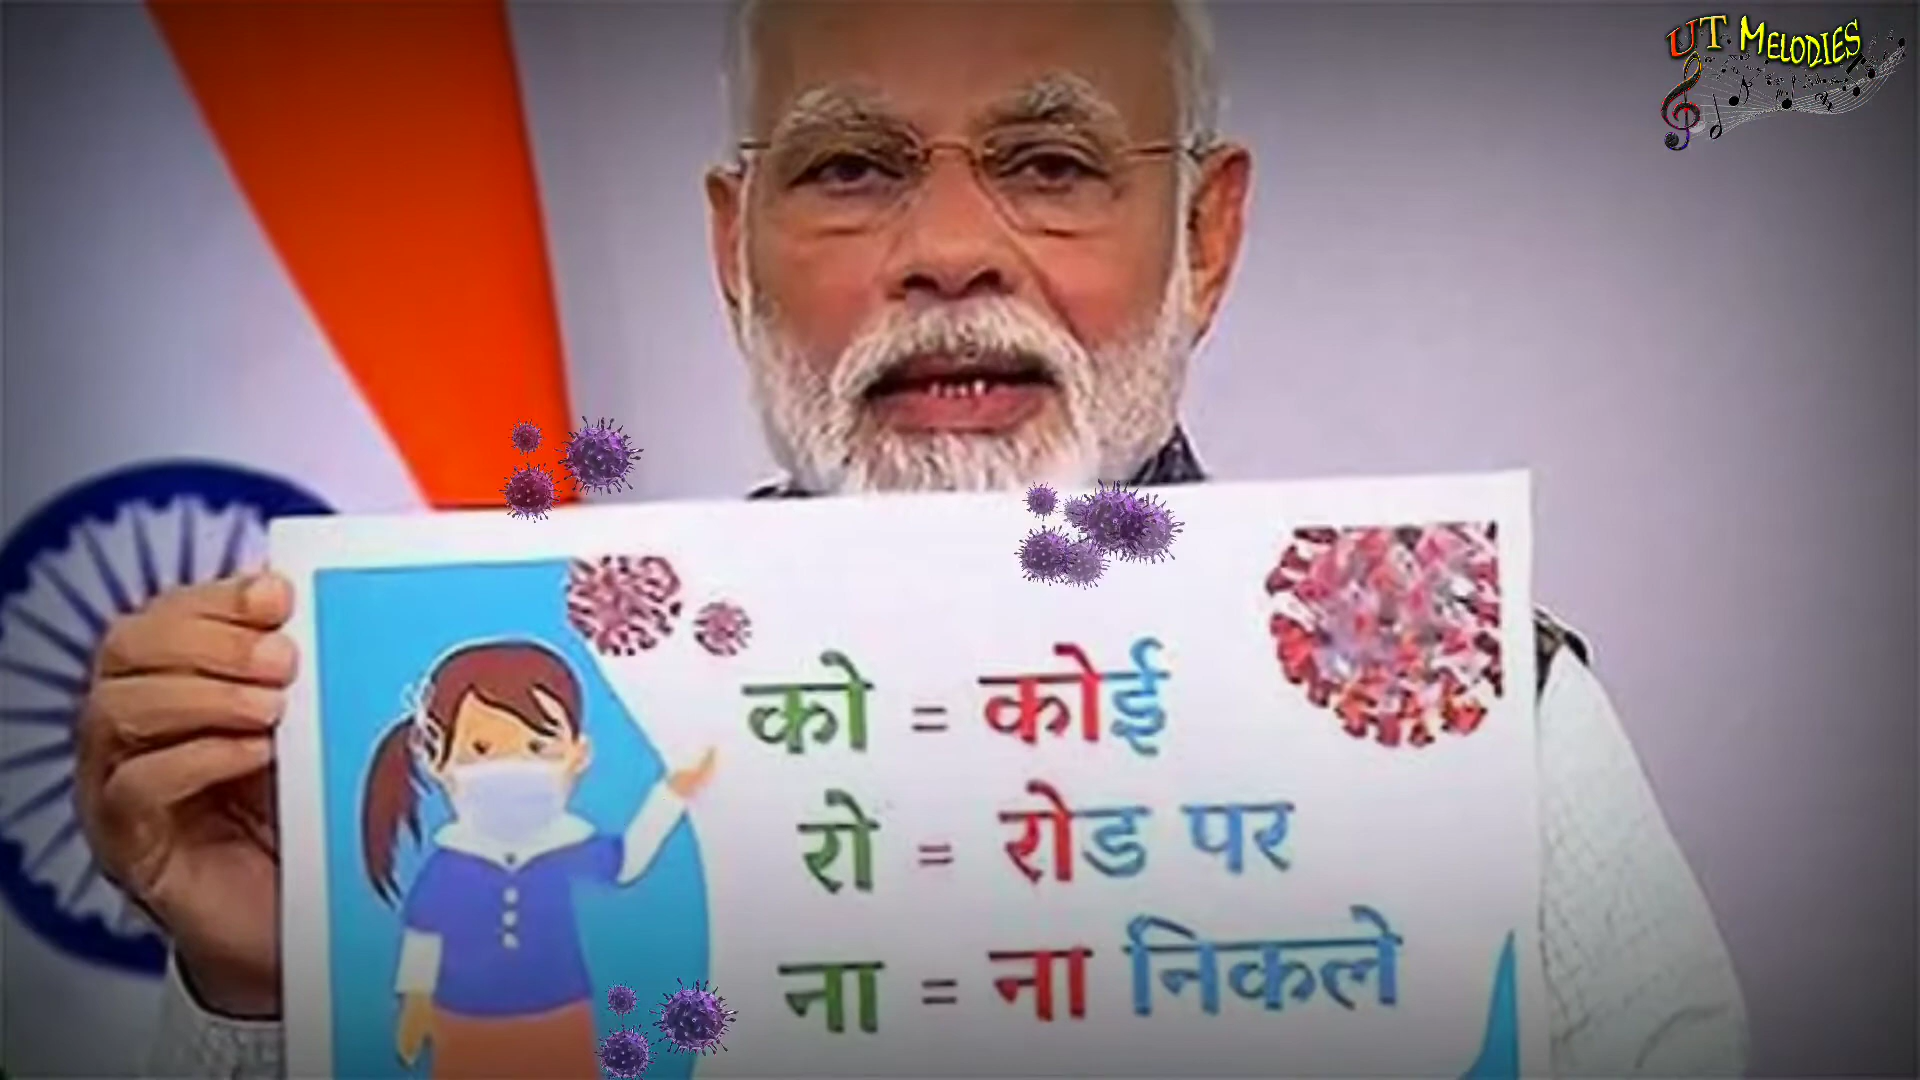 UT Melodies
को = कोई
रो = रोड पर
ना = ना निकले